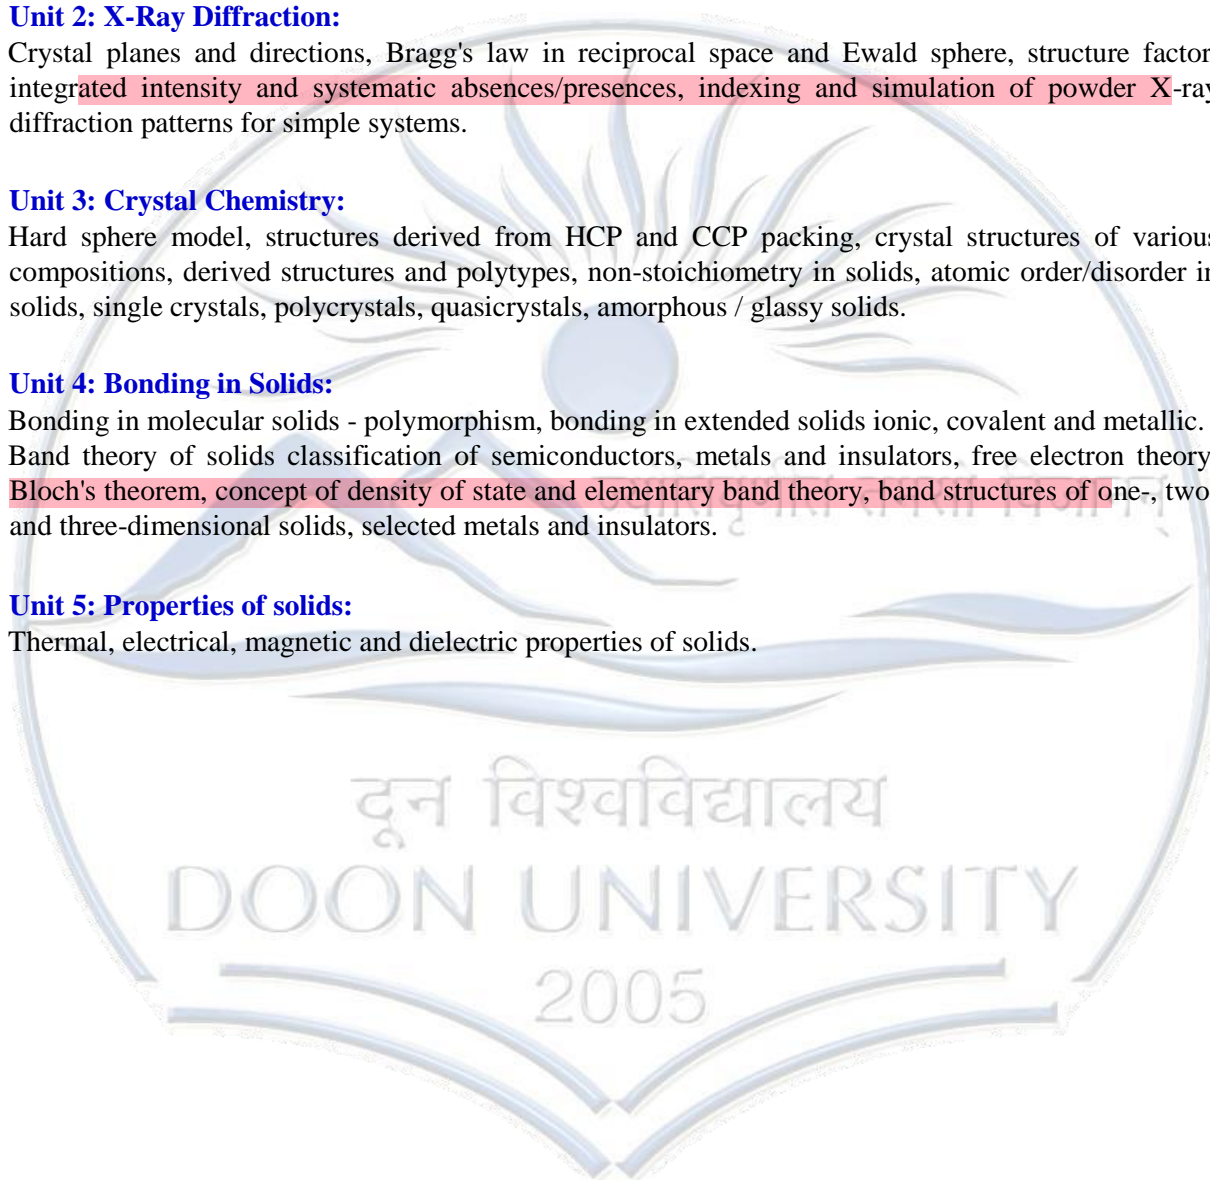 Unit 2: X-Ray Diffraction:
Crystal planes and directions, Bragg's law in reciprocal space and Ewald sphere, structure factor
integrated intensity and systematic absences/presences, indexing and simulation of powder X-ray
diffraction patterns for simple systems.
Unit 3: Crystal Chemistry:
Hard sphere model, structures derived from HCP and CCP packing, crystal structures of various
compositions, derived structures and polytypes, non-stoichiometry in solids, atomic order/disorder in
solids, single crystals, polycrystals, quasicrystals, amorphous / glassy solids.
Unit 4: Bonding in Solids:
Bonding in molecular solids - polymorphism, bonding in extended solids ionic, covalent and metallic.
Band theory of solids classification of semiconductors, metals and insulators, free electron theory
Bloch's theorem, concept of density of state and elementary band theory, band structures of one-, two
and three-dimensional solids, selected metals and insulators.
Unit 5: Properties of solids:
Thermal, electrical, magnetic and dielectric properties of solids.
दून विश्वविद्यालय
DOON UNIVERSITY
2005